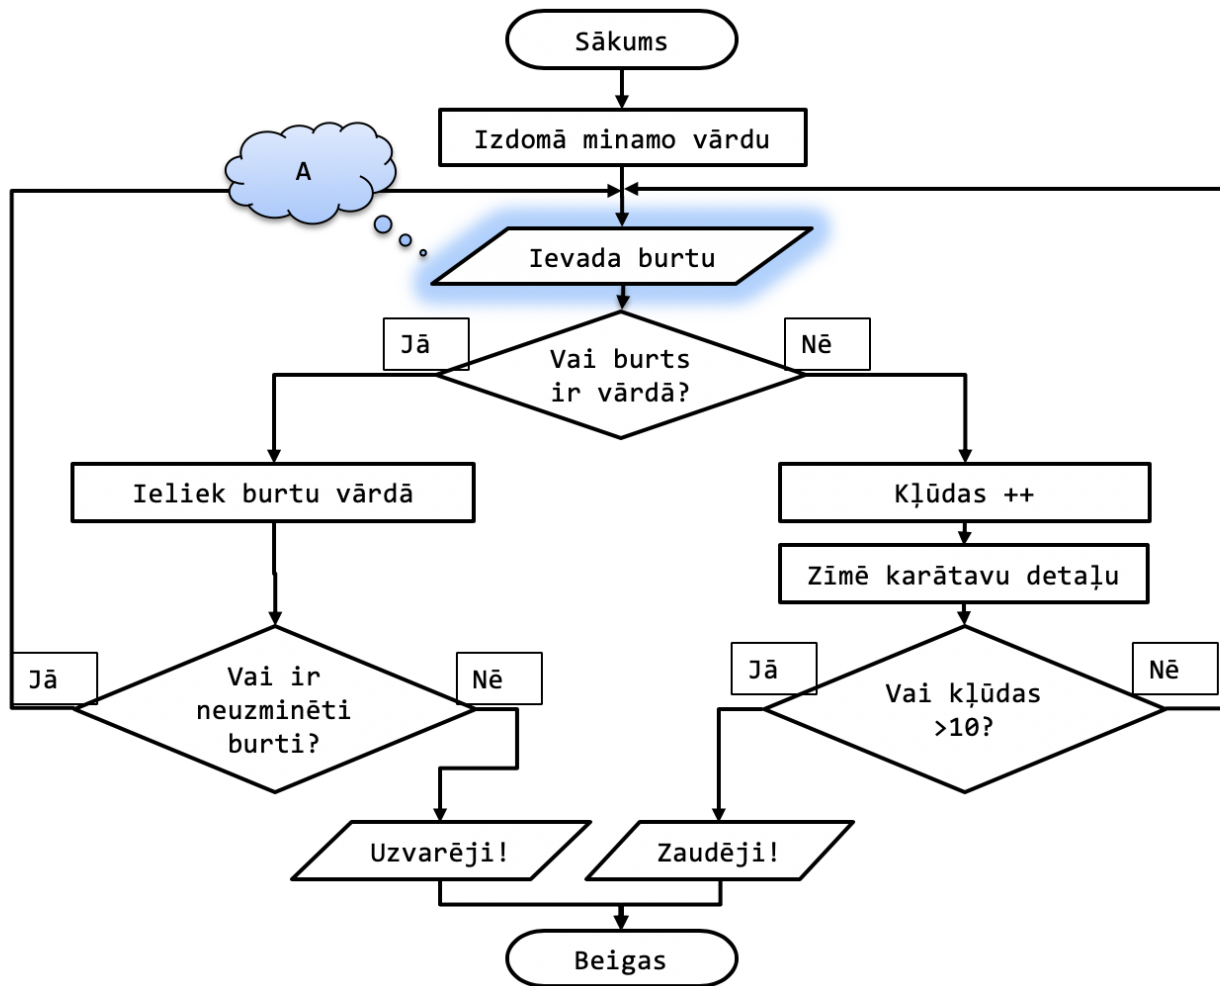 Sākums
Izdomā minamo vārdu
A
Ievada burtu
Jā
Vai burts
ir vārdā?
Nē
Ieliek burtu vārdā
Kļūdas ++
Zīmē karātavu detaļu
Jā
Vai ir
neuzminēti
burti?
Nē
Jā
Vai kļūdas
>10?
Nē
Uzvarēji!
Zaudēji!
Beigas